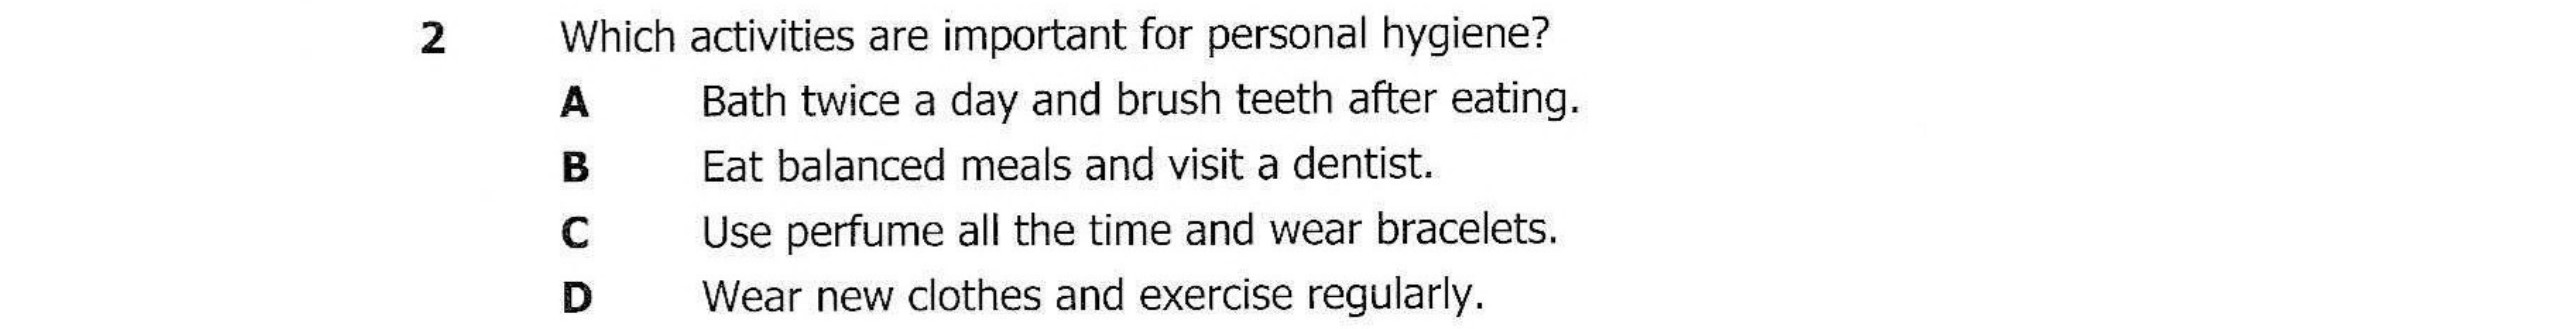 2 Which activities are important for personal hygiene?
A Bath twice a day and brush teeth after eating.
B Eat balanced meals and visit a dentist.
C Use perfume all the time and wear bracelets.
D Wear new clothes and exercise regularly.